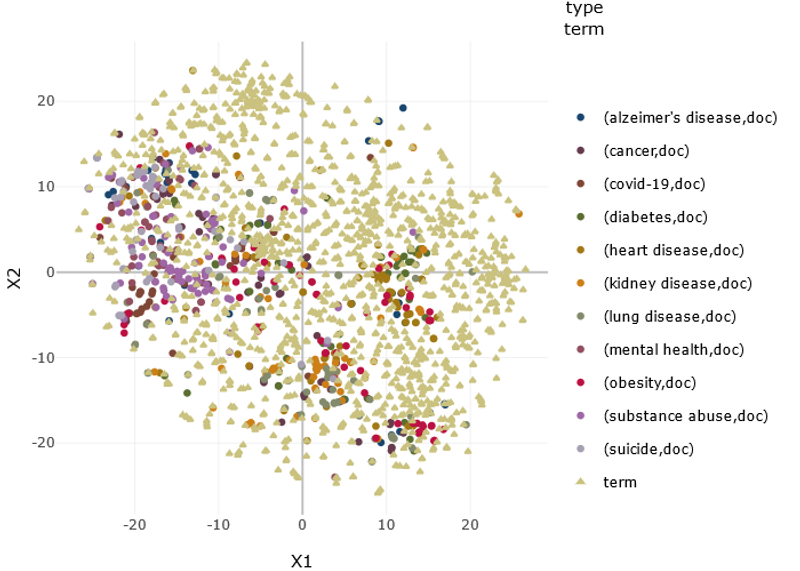 type
term
(alzeimer's disease,doc)
(cancer,doc)
(covid-19,doc)
(diabetes,doc)
(heart disease,doc)
(kidney disease,doc)
(lung disease,doc)
(mental health,doc)
(obesity,doc)
(substance abuse,doc)
(suicide,doc)
term
X2
20
10
0
-10
-20
-20
-10
0
10
20
X1